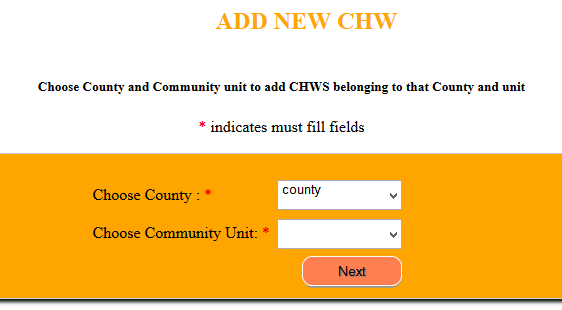 ADD NEW CHW
Choose County and Community unit to add CHWS belonging to that County and unit
* indicates must fill fields
Choose County : * county
Choose Community Unit: *
Next